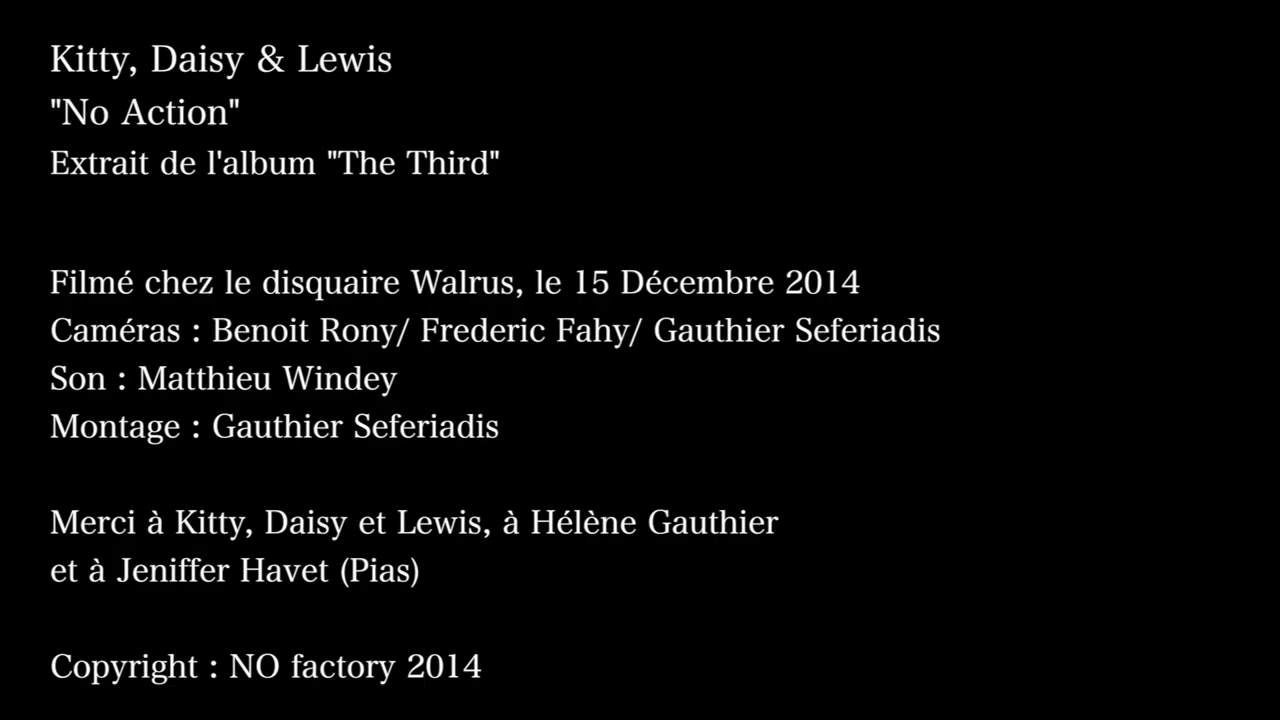 Kitty, Daisy & Lewis
"No Action"
Extrait de l'album "The Third"
Filmé chez le disquaire Walrus, le 15 Décembre 2014
Caméras : Benoit Rony/ Frederic Fahy/ Gauthier Seferiadis
Son : Matthieu Windey
Montage : Gauthier Seferiadis
Merci à Kitty, Daisy et Lewis, à Hélène Gauthier
et à Jeniffer Havet (Pias)
Copyright : NO factory 2014